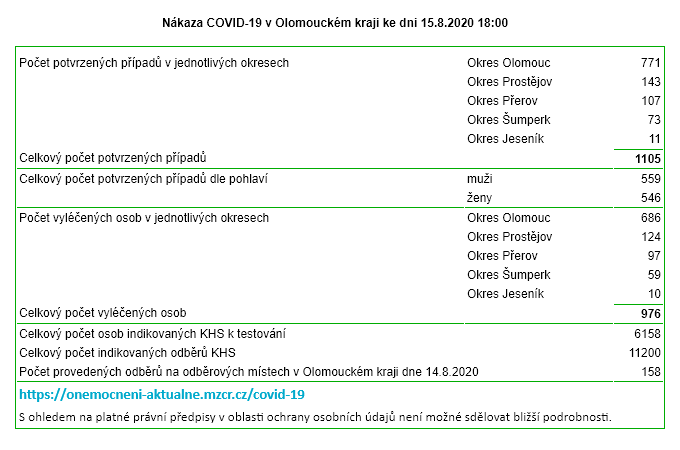 Nákaza COVID-19 v Olomouckém kraji ke dni 15.8.2020 18:00
Počet potvrzených případů v jednotlivých okresech Okres Olomouc 771
Okres Prostějov 143
Okres Přerov 107
Okres Šumperk 73
Okres Jeseník 11
Celkový počet potvrzených případů 1105
Celkový počet potvrzených případů dle pohlaví muži 559
ženy 546
Počet vyléčených osob v jednotlivých okresech Okres Olomouc 686
Okres Prostějov 124
Okres Přerov 97
Okres Šumperk 59
Okres Jeseník 10
Celkový počet vyléčených osob 976
Celkový počet osob indikovaných KHS k testování 6158
Celkový počet indikovaných odběrů KHS 11200
Počet provedených odběrů na odběrových místech v Olomouckém kraji dne 14.8.2020 158
https://onemocneni-aktualne.mzcr.cz/covid-19
S ohledem na platné právní předpisy v oblasti ochrany osobních údajů není možné sdělovat bližší podrobnosti.